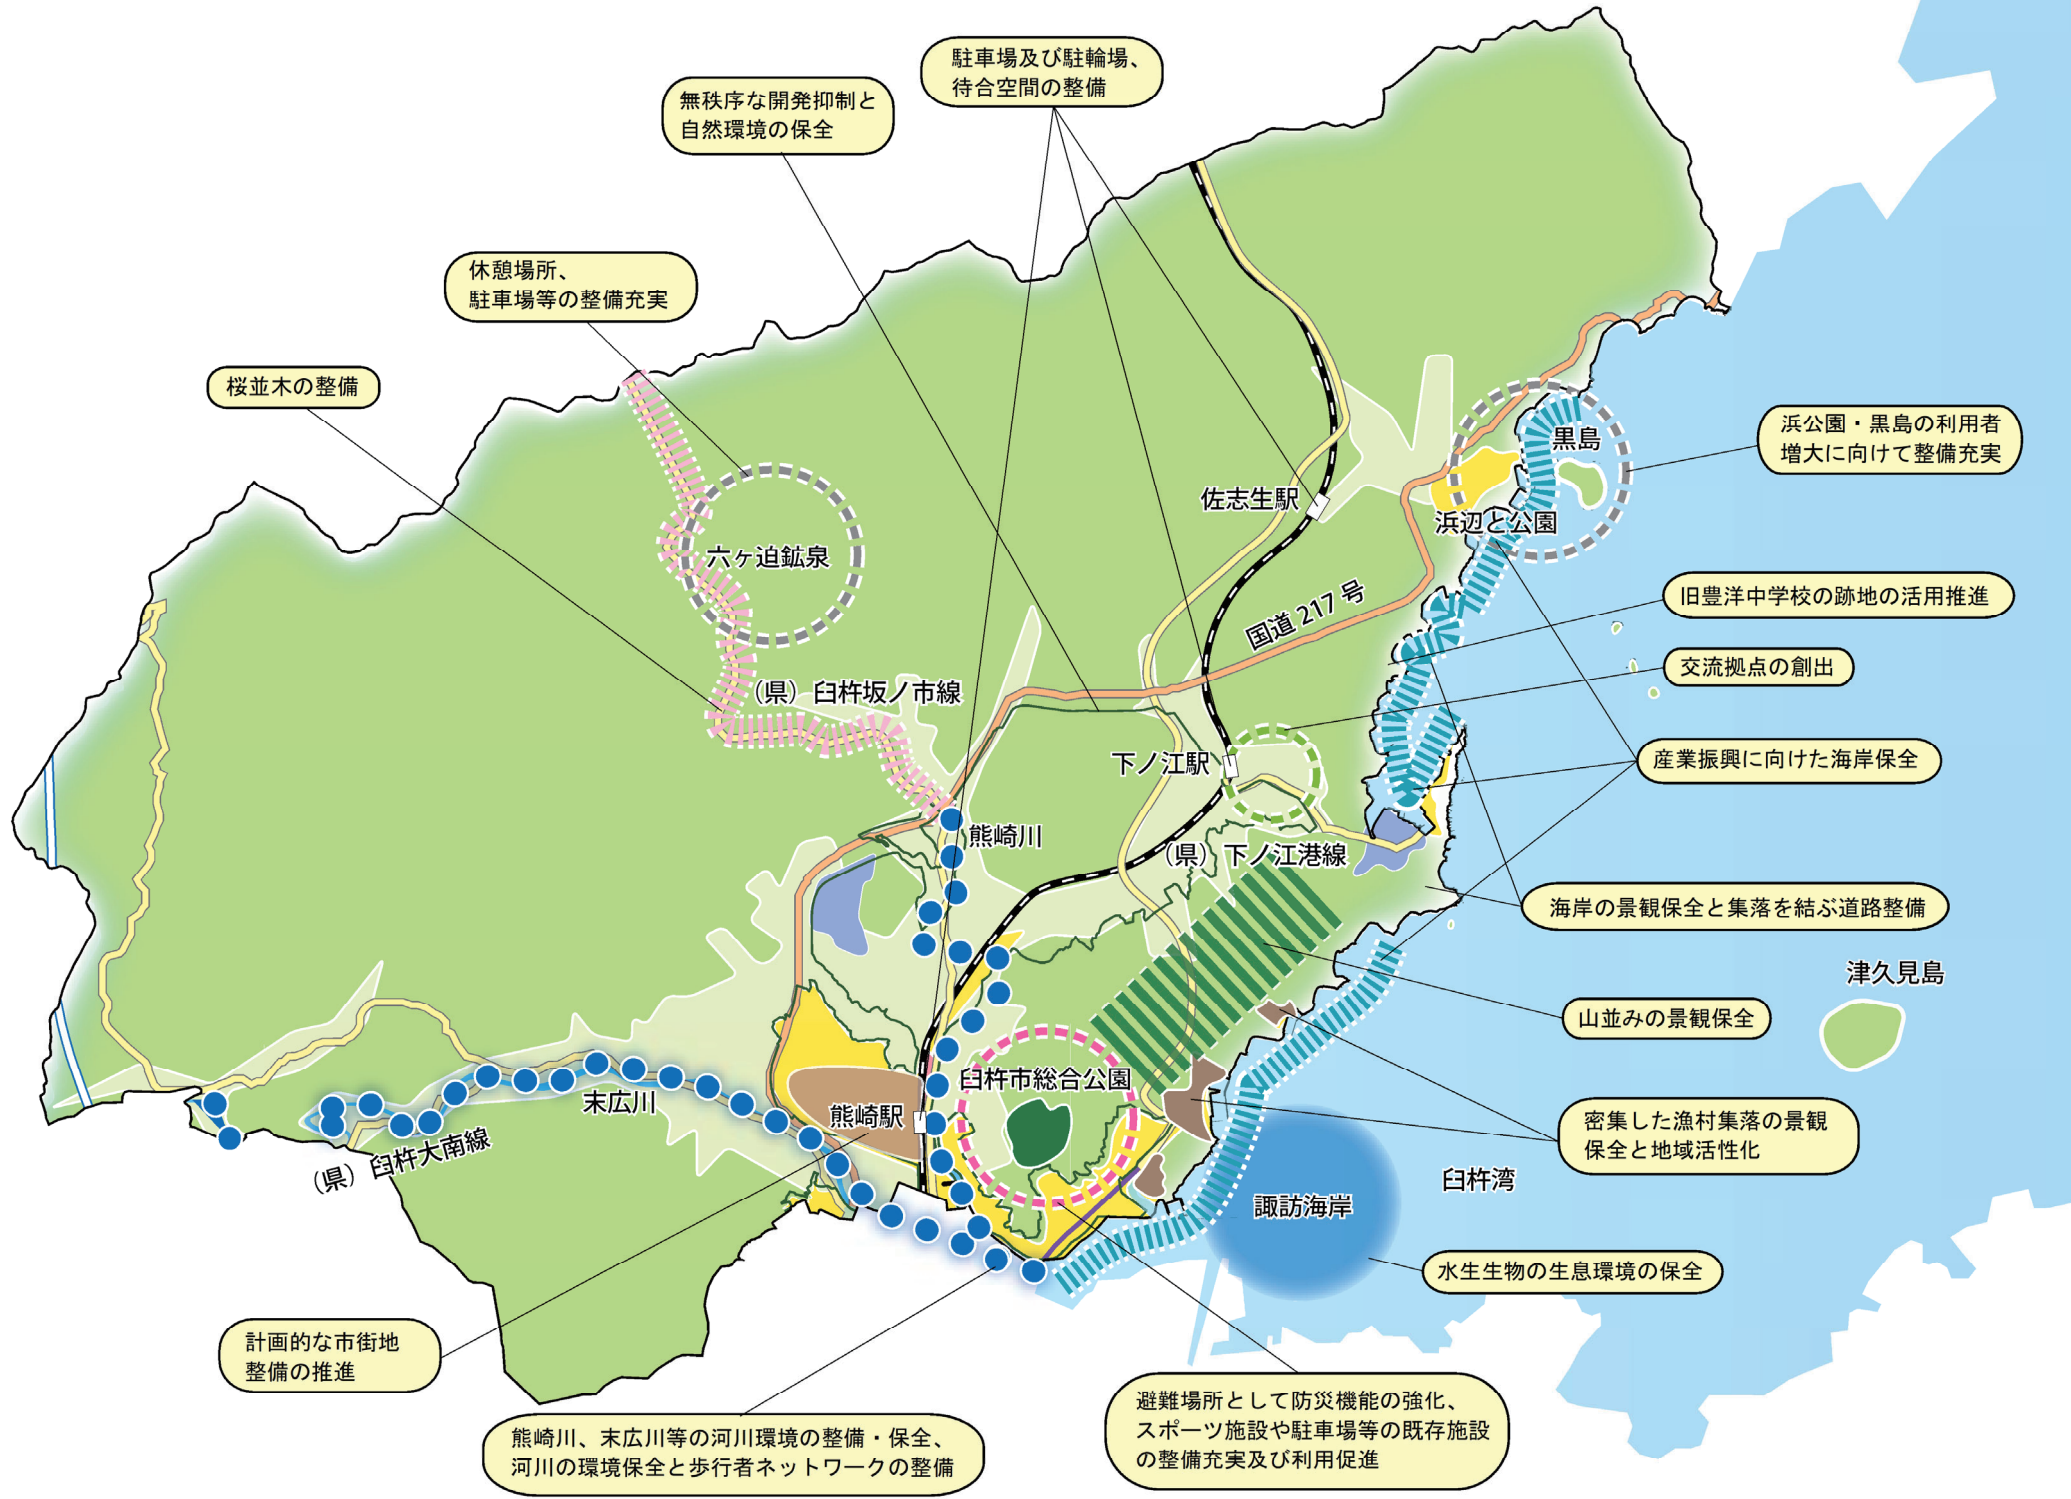 駐車場及び駐輪場、
待合空間の整備
無秩序な開発抑制と
自然環境の保全
休憩場所、
駐車場等の整備充実
桜並木の整備
浜公園・黒島の利用者
増大に向けて整備充実
黒島
佐志生駅
浜辺と公園
六ヶ迫鉱泉
国道217号
旧豊洋中学校の跡地の活用推進
交流拠点の創出
(県)臼杵坂ノ市線
下ノ江駅
産業振興に向けた海岸保全
熊崎川
(県)下ノ江港線
海岸の景観保全と集落を結ぶ道路整備
津久見島
山並みの景観保全
臼杵市総合公園
末広川
熊崎駅
(県)臼杵大南線
密集した漁村集落の景観
保全と地域活性化
臼杵湾
諏訪海岸
水生生物の生息環境の保全
計画的な市街地
整備の推進
避難場所として防災機能の強化、
スポーツ施設や駐車場等の既存施設
の整備充実及び利用促進
熊崎川、末広川等の河川環境の整備・保全、
河川の環境保全と歩行者ネットワークの整備